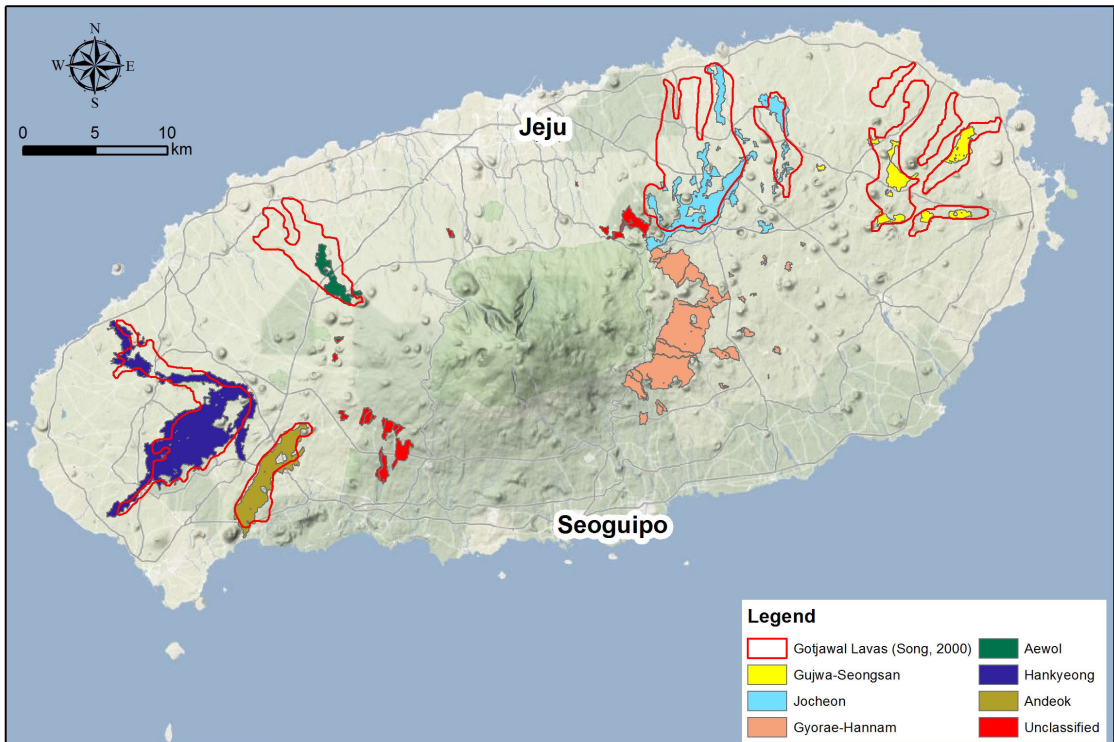 N
W E
S
0 5 10
km
Jeju
Seoguipo
Legend
Gotjawal Lavas (Song, 2000)
Gujwa-Seongsan
Jocheon
Gyorae-Hannam
Aewol
Hankyeong
Andeok
Unclassified